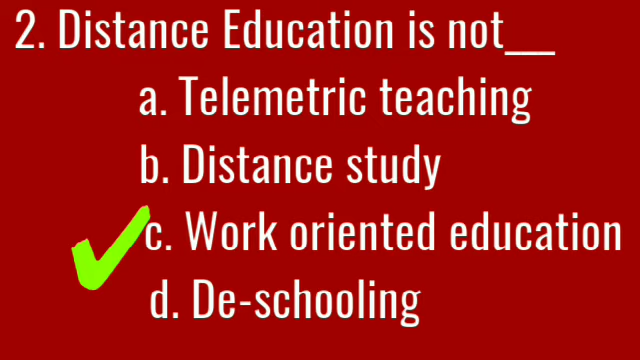 2. Distance Education is not___
a. Telemetric teaching
b. Distance study
c. Work oriented education
d. De-schooling